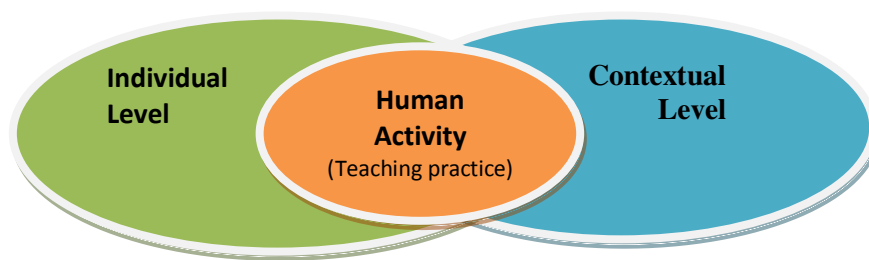 Individual
Level
Human
Activity
(Teaching practice)
Contextual
Level